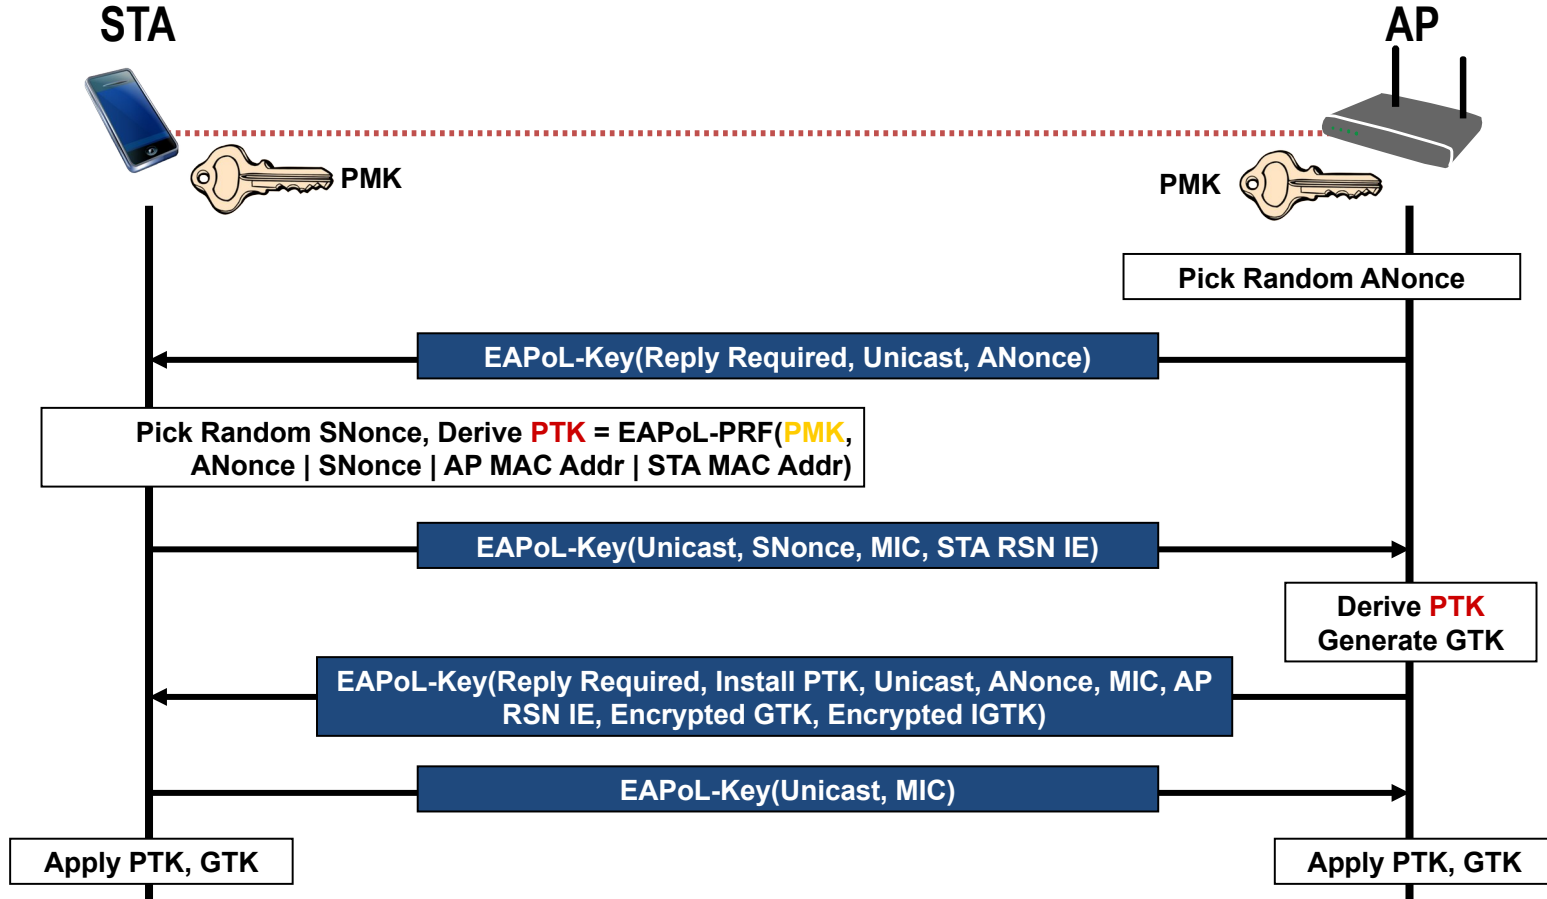 STA
AP
PMK
PMK
Pick Random ANonce
EAPoL-Key(Reply Required, Unicast, ANonce)
Pick Random SNonce, Derive PTK = EAPoL-PRF(PMK,
ANonce | SNonce | AP MAC Addr | STA MAC Addr)
EAPoL-Key(Unicast, SNonce, MIC, STA RSN IE)
Derive PTK
Generate GTK
EAPoL-Key(Reply Required, Install PTK, Unicast, ANonce, MIC, AP
RSN IE, Encrypted GTK, Encrypted IGTK)
EAPoL-Key(Unicast, MIC)
Apply PTK, GTK
Apply PTK, GTK